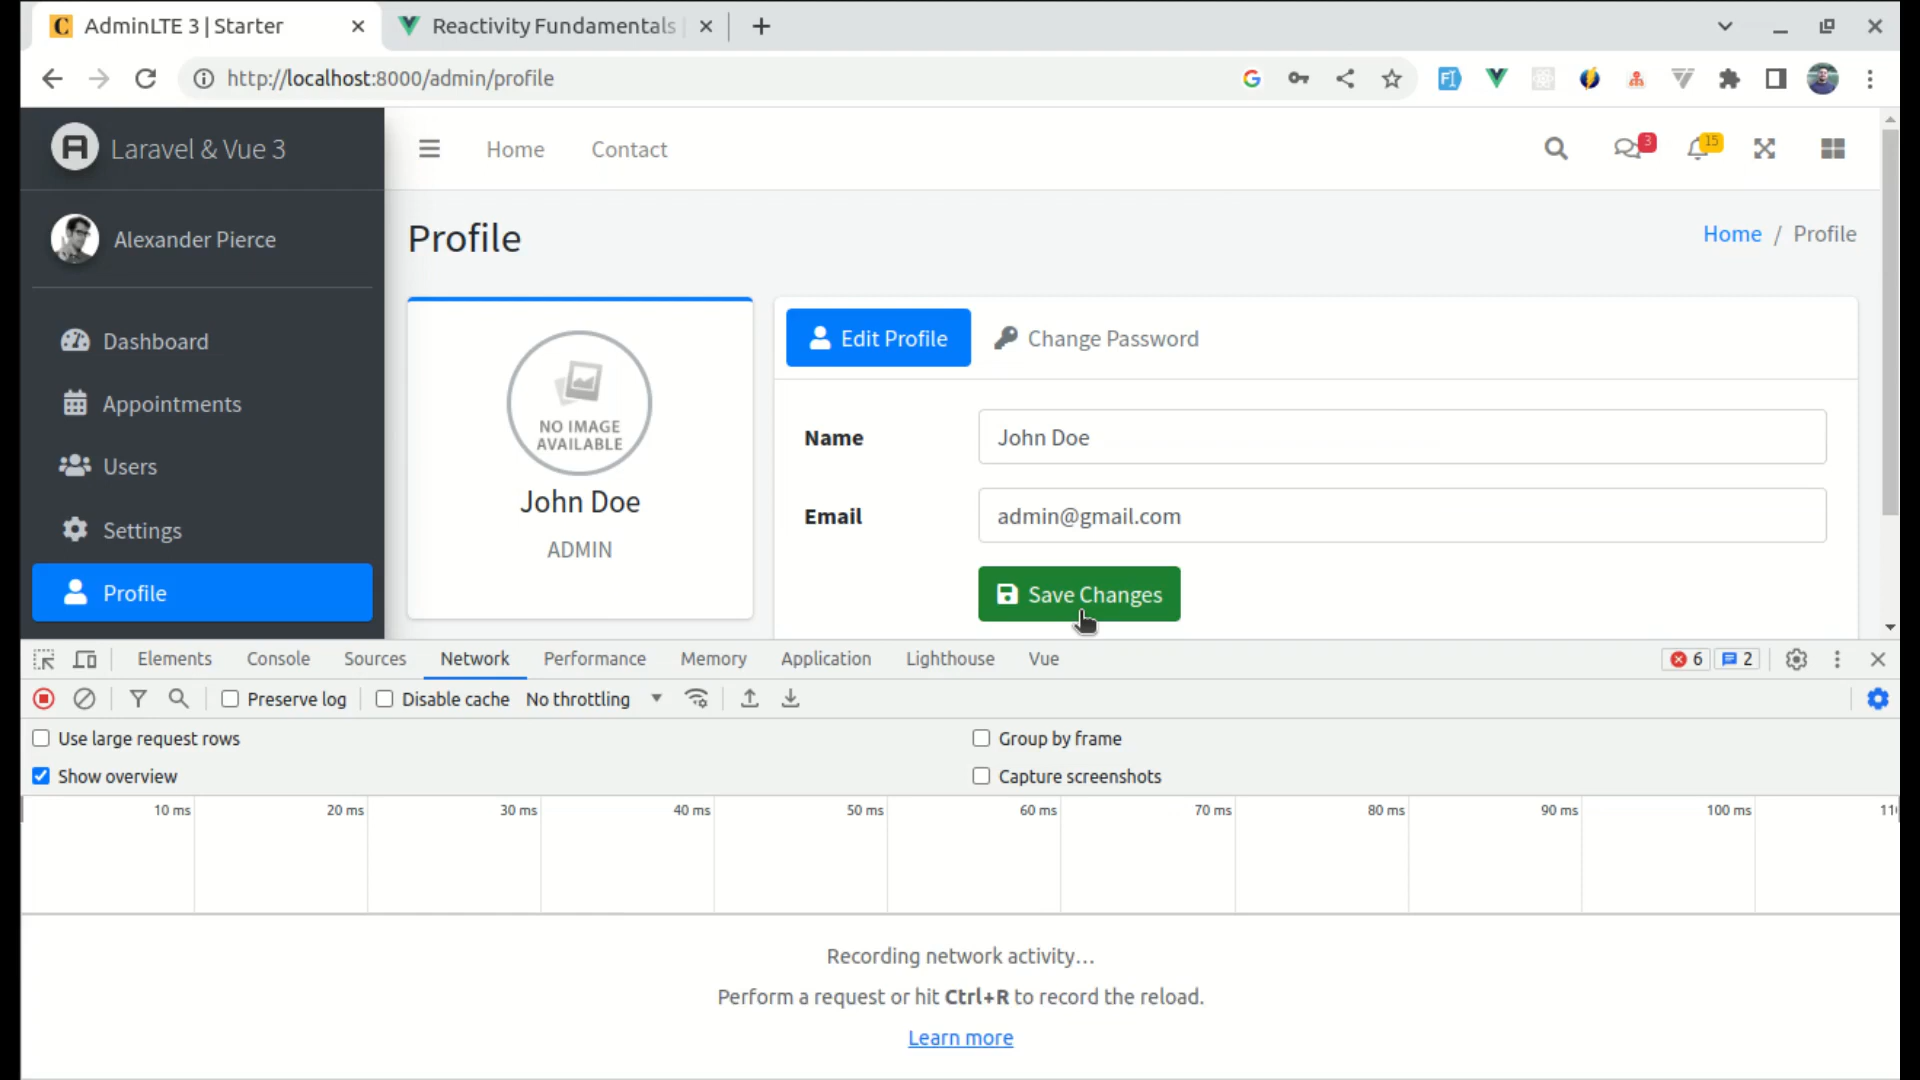 C AdminLTE 3 | Starter
Reactivity Fundamentals |
http://localhost:8000/admin/profile
Laravel & Vue 3
Home
Contact
3
15
Alexander Pierce
Profile
Home / Profile
Dashboard
Appointments
Users
Settings
Profile
NO IMAGE
AVAILABLE
John Doe
ADMIN
Edit Profile
Change Password
Name
John Doe
Email
admin@gmail.com
Save Changes
Elements Console Sources Network Performance Memory Application Lighthouse Vue
6
2
Preserve log
Disable cache
No throttling
Use large request rows
Group by frame
Show overview
Capture screenshots
10 ms 20 ms 30 ms 40 ms 50 ms 60 ms 70 ms 80 ms 90 ms 100 ms
Recording network activity…
Perform a request or hit Ctrl+R to record the reload.
Learn more